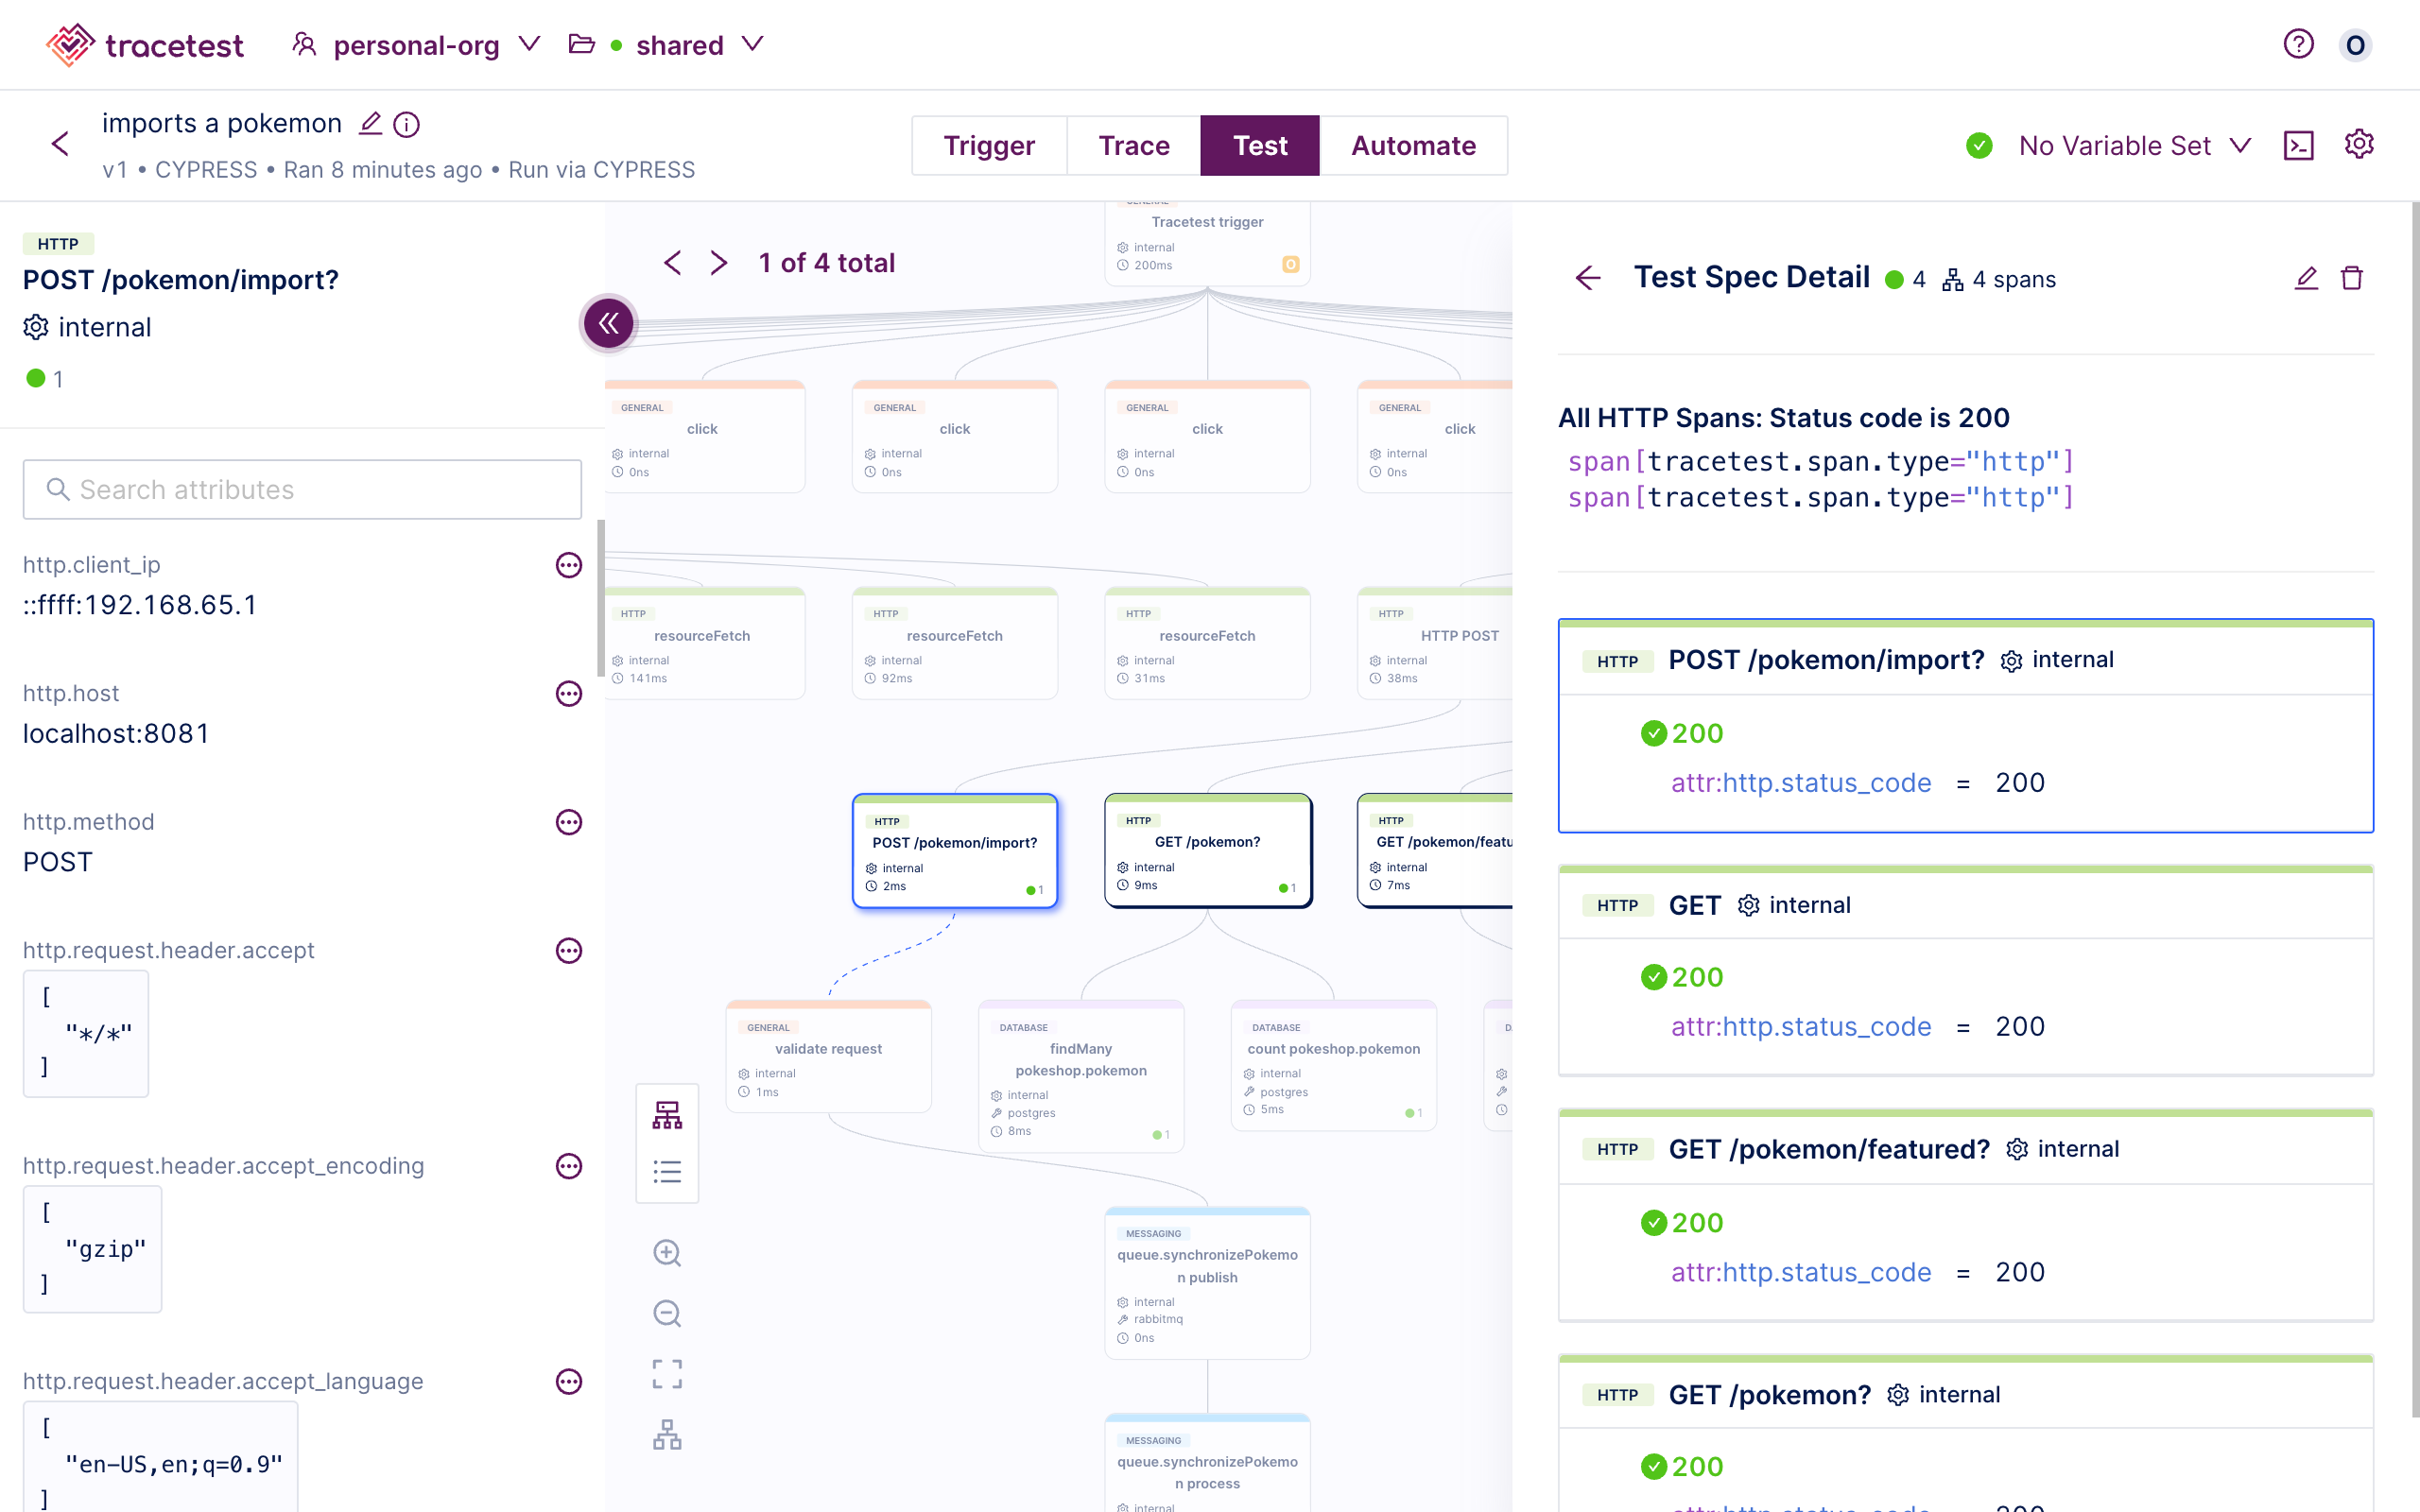 tracetest
personal-org
shared
O
imports a pokemon
v1 • CYPRESS • Ran 8 minutes ago • Run via CYPRESS
Trigger
Trace
Test
Automate
No Variable Set
HTTP
POST /pokemon/import?
internal
1
Search attributes
http.client_ip
::ffff:192.168.65.1
http.host
localhost:8081
http.method
POST
http.request.header.accept
[
"*/*"
]
http.request.header.accept_encoding
[
"gzip"
]
http.request.header.accept_language
[
"en-US,en;q=0.9"
]
1 of 4 total
GENERAL
Tracetest trigger
internal
200ms
O
GENERAL
click
internal
0ns
GENERAL
click
internal
0ns
GENERAL
click
internal
0ns
GENERAL
click
internal
0ns
HTTP
resourceFetch
internal
141ms
HTTP
resourceFetch
internal
92ms
HTTP
resourceFetch
internal
31ms
HTTP
HTTP POST
internal
38ms
HTTP
POST /pokemon/import?
internal
2ms
1
HTTP
GET /pokemon?
internal
9ms
1
HTTP
GET /pokemon/featu
internal
7ms
GENERAL
validate request
internal
1ms
DATABASE
findMany
pokeshop.pokemon
internal
postgres
8ms
1
DATABASE
count pokeshop.pokemon
internal
postgres
5ms
1
D
MESSAGING
queue.synchronizePokemo
n publish
internal
rabbitmq
0ns
MESSAGING
queue.synchronizePokemo
n process
internal
Test Spec Detail
4
4 spans
All HTTP Spans: Status code is 200
span[tracetest.span.type="http"]
span[tracetest.span.type="http"]
HTTP POST /pokemon/import? internal
200
attr:http.status_code = 200
HTTP GET internal
200
attr:http.status_code = 200
HTTP GET /pokemon/featured? internal
200
attr:http.status_code = 200
HTTP GET /pokemon? internal
200
attr:http.status_code = 200